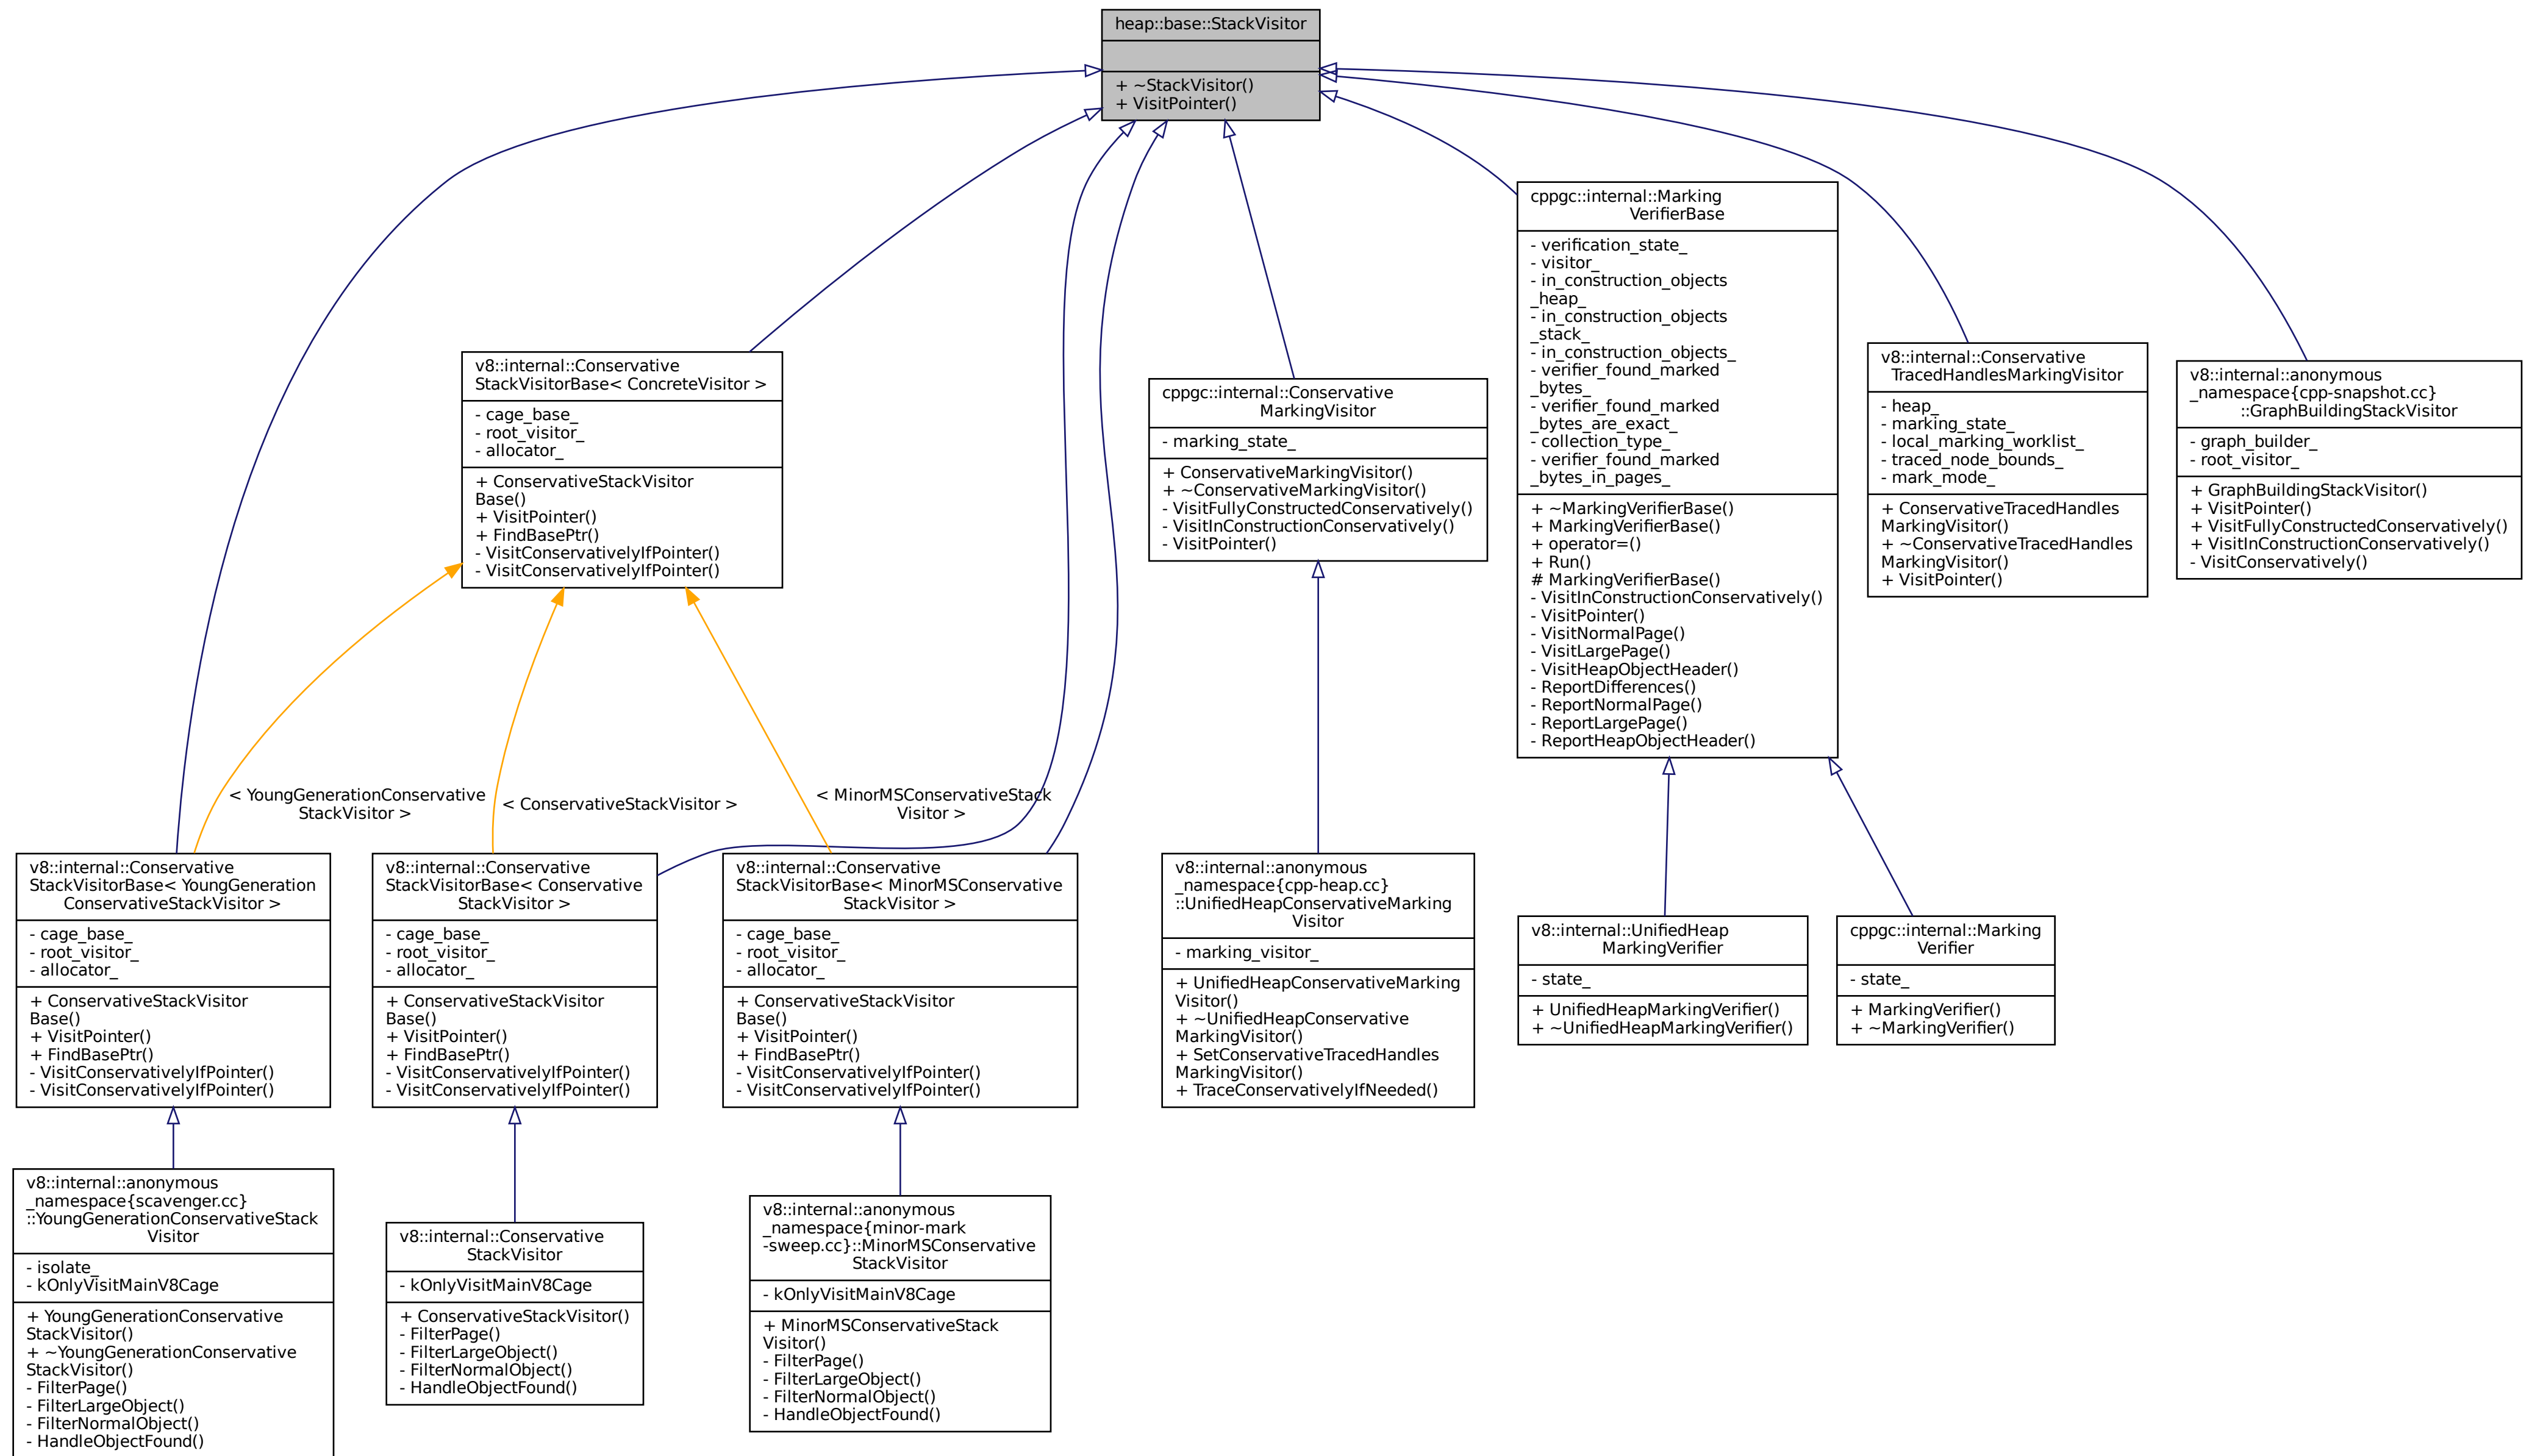 heap::base::StackVisitor
+ ~StackVisitor()
+ VisitPointer()
cppgc::internal::Marking
VerifierBase
- verification_state_
- visitor_
- in_construction_objects
_heap_
- in_construction_objects
_stack_
- in_construction_objects_
- verifier_found_marked
_bytes_
- verifier_found_marked
_bytes_are_exact_
- collection_type_
- verifier_found_marked
_bytes_in_pages_
+ ~MarkingVerifierBase()
+ MarkingVerifierBase()
+ operator=()
+ Run()
# MarkingVerifierBase()
- VisitInConstructionConservatively()
- VisitPointer()
- VisitNormalPage()
- VisitLargePage()
- VisitHeapObjectHeader()
- ReportDifferences()
- ReportNormalPage()
- ReportLargePage()
- ReportHeapObjectHeader()
v8::internal::Conservative
StackVisitorBase< ConcreteVisitor >
- cage_base_
- root_visitor_
- allocator_
+ ConservativeStackVisitor
Base()
+ VisitPointer()
+ FindBasePtr()
- VisitConservativelyIfPointer()
- VisitConservativelyIfPointer()
cppgc::internal::Conservative
MarkingVisitor
- marking_state_
+ ConservativeMarkingVisitor()
+ ~ConservativeMarkingVisitor()
- VisitFullyConstructedConservatively()
- VisitInConstructionConservatively()
- VisitPointer()
v8::internal::Conservative
TracedHandlesMarkingVisitor
- heap_
- marking_state_
- local_marking_worklist_
- traced_node_bounds_
- mark_mode_
+ ConservativeTracedHandles
MarkingVisitor()
+ ~ConservativeTracedHandles
MarkingVisitor()
+ VisitPointer()
v8::internal::anonymous
_namespace{cpp-snapshot.cc}
::GraphBuildingStackVisitor
- graph_builder_
- root_visitor_
+ GraphBuildingStackVisitor()
+ VisitPointer()
+ VisitFullyConstructedConservatively()
+ VisitInConstructionConservatively()
- VisitConservatively()
< YoungGenerationConservative
StackVisitor >
< ConservativeStackVisitor >
< MinorMSConservativeStack
Visitor >
v8::internal::Conservative
StackVisitorBase< YoungGeneration
ConservativeStackVisitor >
- cage_base_
- root_visitor_
- allocator_
+ ConservativeStackVisitor
Base()
+ VisitPointer()
+ FindBasePtr()
- VisitConservativelyIfPointer()
- VisitConservativelyIfPointer()
v8::internal::Conservative
StackVisitorBase< Conservative
StackVisitor >
- cage_base_
- root_visitor_
- allocator_
+ ConservativeStackVisitor
Base()
+ VisitPointer()
+ FindBasePtr()
- VisitConservativelyIfPointer()
- VisitConservativelyIfPointer()
v8::internal::Conservative
StackVisitorBase< MinorMSConservative
StackVisitor >
- cage_base_
- root_visitor_
- allocator_
+ ConservativeStackVisitor
Base()
+ VisitPointer()
+ FindBasePtr()
- VisitConservativelyIfPointer()
- VisitConservativelyIfPointer()
v8::internal::anonymous
_namespace{cpp-heap.cc}
::UnifiedHeapConservativeMarking
Visitor
- marking_visitor_
+ UnifiedHeapConservativeMarking
Visitor()
+ ~UnifiedHeapConservative
MarkingVisitor()
+ SetConservativeTracedHandles
MarkingVisitor()
+ TraceConservativelyIfNeeded()
v8::internal::UnifiedHeap
MarkingVerifier
- state_
+ UnifiedHeapMarkingVerifier()
+ ~UnifiedHeapMarkingVerifier()
cppgc::internal::Marking
Verifier
- state_
+ MarkingVerifier()
+ ~MarkingVerifier()
v8::internal::anonymous
_namespace{scavenger.cc}
::YoungGenerationConservativeStack
Visitor
- isolate_
- kOnlyVisitMainV8Cage
+ YoungGenerationConservative
StackVisitor()
+ ~YoungGenerationConservative
StackVisitor()
- FilterPage()
- FilterLargeObject()
- FilterNormalObject()
- HandleObjectFound()
v8::internal::Conservative
StackVisitor
- kOnlyVisitMainV8Cage
+ ConservativeStackVisitor()
- FilterPage()
- FilterLargeObject()
- FilterNormalObject()
- HandleObjectFound()
v8::internal::anonymous
_namespace{minor-mark
-sweep.cc}::MinorMSConservative
StackVisitor
- kOnlyVisitMainV8Cage
+ MinorMSConservativeStack
Visitor()
- FilterPage()
- FilterLargeObject()
- FilterNormalObject()
- HandleObjectFound()